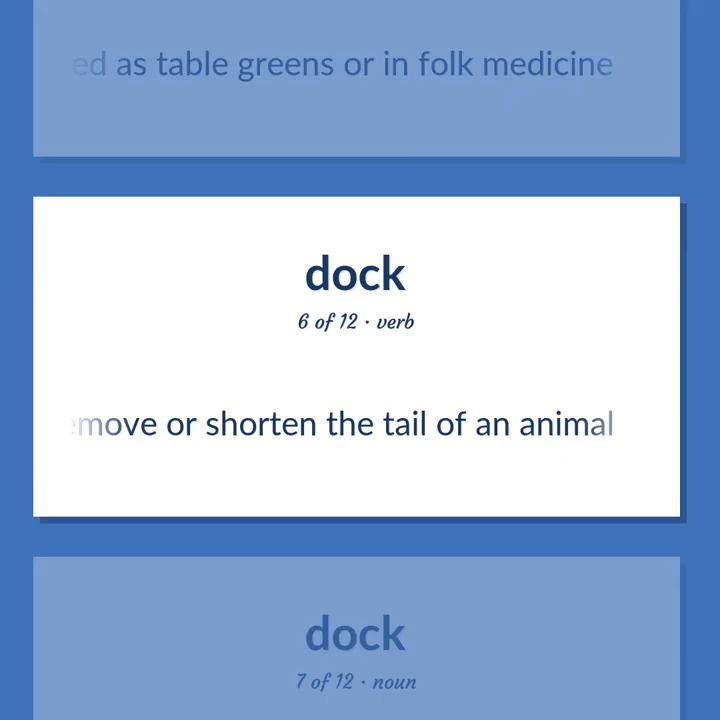 as table greens or in folk medicine
dock
6 of 12 · verb
emove or shorten the tail of an animal
dock
7 of 12 · noun